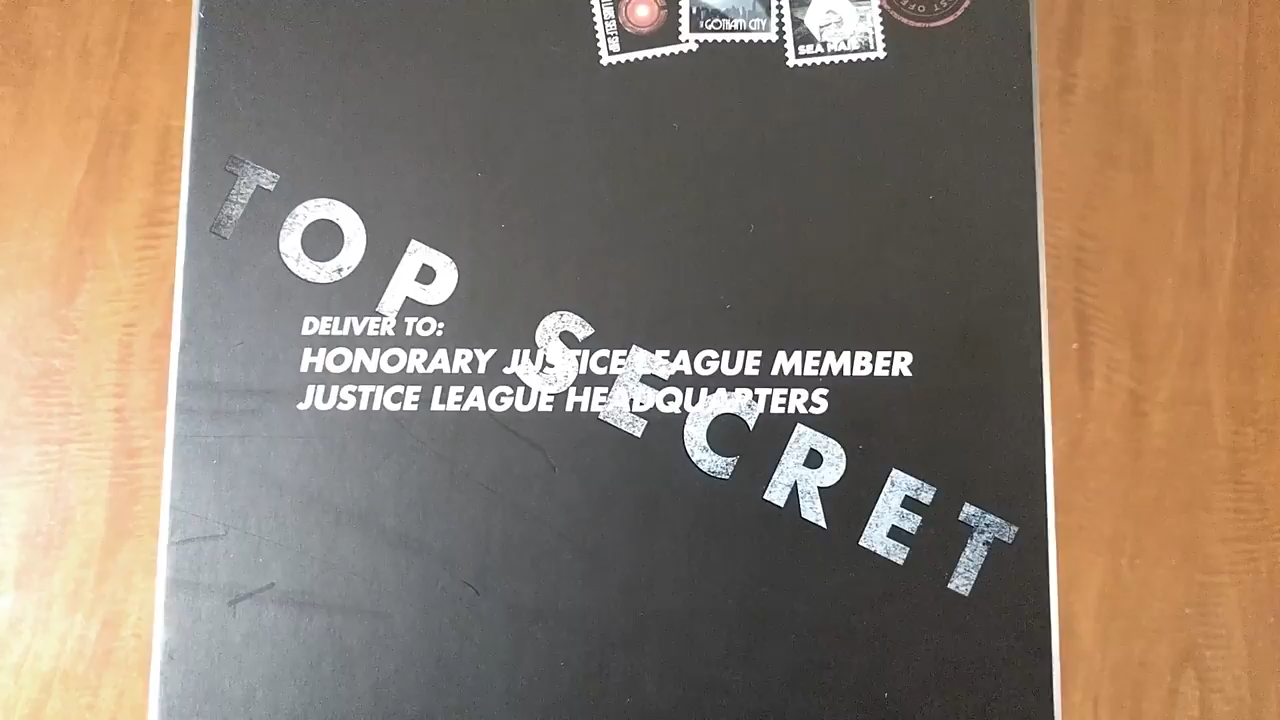 GOTHAM CITY
SEA MAIL
TOP SECRET
DELIVER TO:
HONORARY JUSTICE LEAGUE MEMBER
JUSTICE LEAGUE HEADQUARTERS